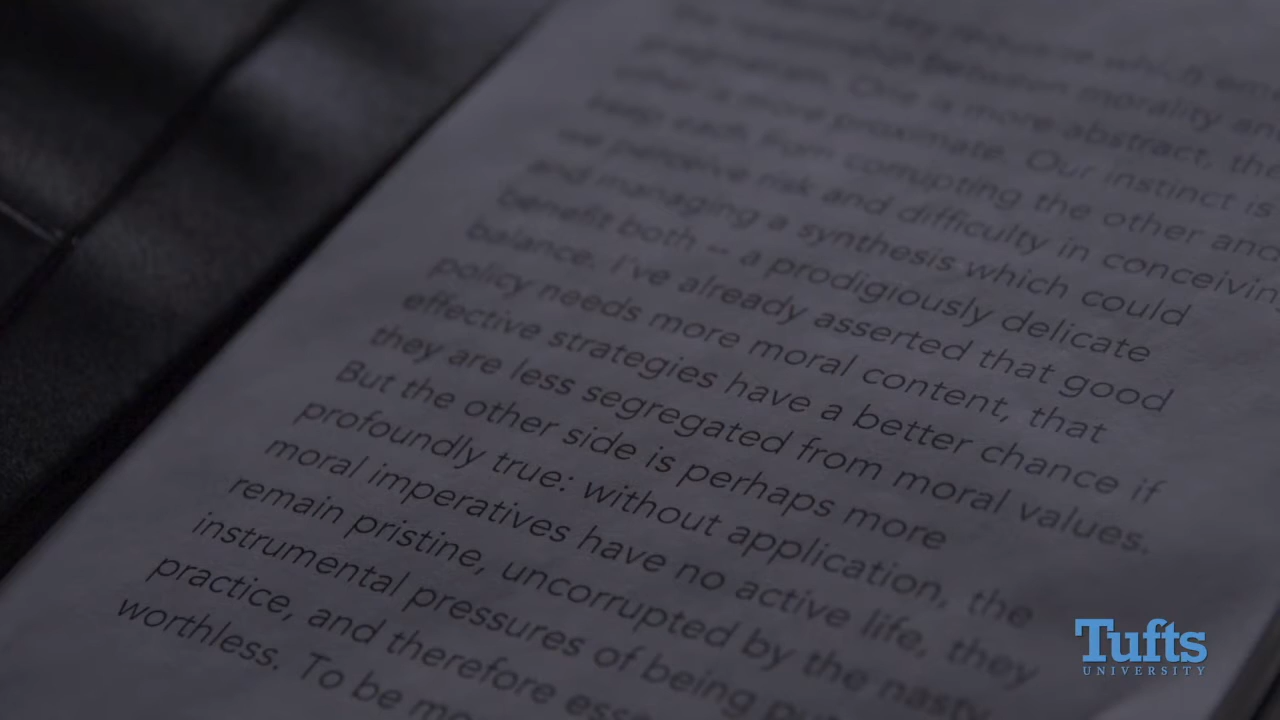 the relationship between morality an
pragmatism. One is more abstract, the
other is more proximate. Our instinct is
keep each from corrupting the other and
we perceive risk and difficulty in conceivin
and managing a synthesis which could
benefit both – a prodigiously delicate
balance. I've already asserted that good
policy needs more moral content, that
effective strategies have a better chance if
they are less segregated from moral values.
But the other side is perhaps more
profoundly true: without application, the
moral imperatives have no active life, they
remain pristine, uncorrupted by the nasty
instrumental pressures of being put
practice, and therefore esse
worthless. To be mo
Tufts
UNIVERSITY